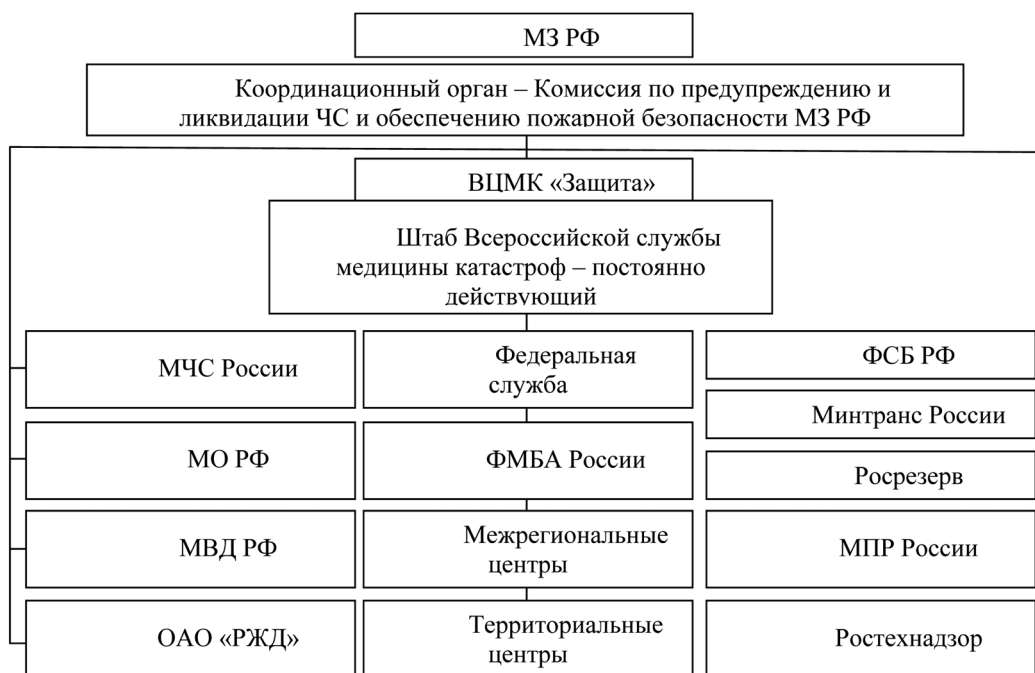 МЗ РФ
Координационный орган – Комиссия по предупреждению и
ликвидации ЧС и обеспечению пожарной безопасности МЗ РФ
ВЦМК «Защита»
Штаб Всероссийской службы
медицины катастроф – постоянно
действующий
МЧС России
Федеральная
служба
ФСБ РФ
Минтранс России
МО РФ
ФМБА России
Росрезерв
МВД РФ
Межрегиональные
центры
МПР России
ОАО «РЖД»
Территориальные
центры
Ростехнадзор